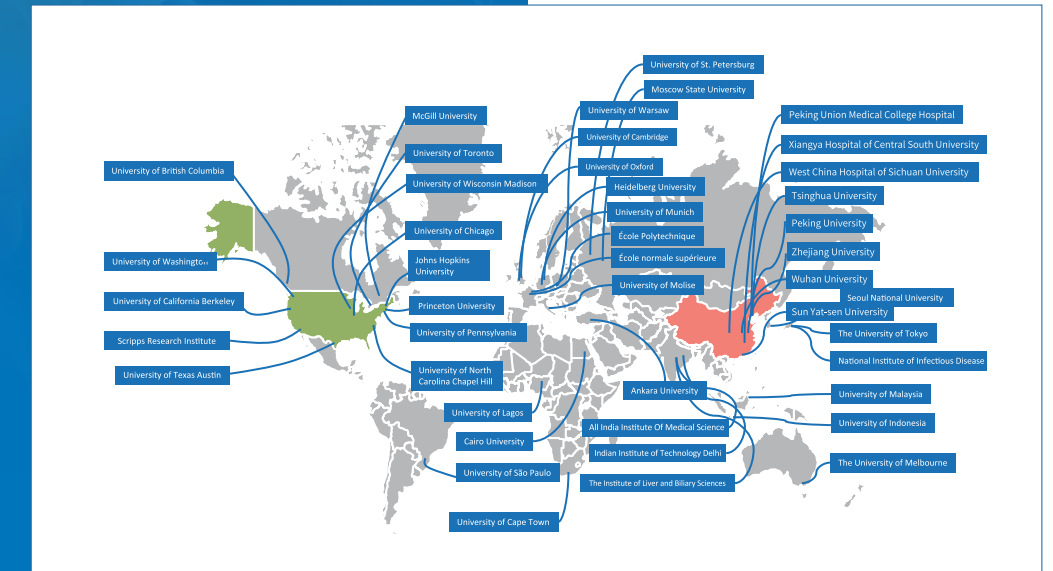 University of St. Petersburg
Moscow State University
University of Warsaw
University of Cambridge
University of Oxford
Heidelberg University
University of Munich
École Polytechnique
École normale supérieure
University of Molise
McGill University
University of Toronto
University of Wisconsin Madison
University of Chicago
Johns Hopkins
University
Princeton University
University of Pennsylvania
University of North
Carolina Chapel Hill
University of British Columbia
University of Washington
University of California Berkeley
Scripps Research Institute
University of Texas Austin
University of Lagos
Cairo University
University of São Paulo
University of Cape Town
Peking Union Medical College Hospital
Xiangya Hospital of Central South University
West China Hospital of Sichuan University
Tsinghua University
Peking University
Zhejiang University
Wuhan University
Seoul National University
Sun Yat-sen University
The University of Tokyo
National Institute of Infectious Disease
Ankara University
All India Institute Of Medical Science
Indian Institute of Technology Delhi
The Institute of Liver and Biliary Sciences
University of Malaysia
University of Indonesia
The University of Melbourne